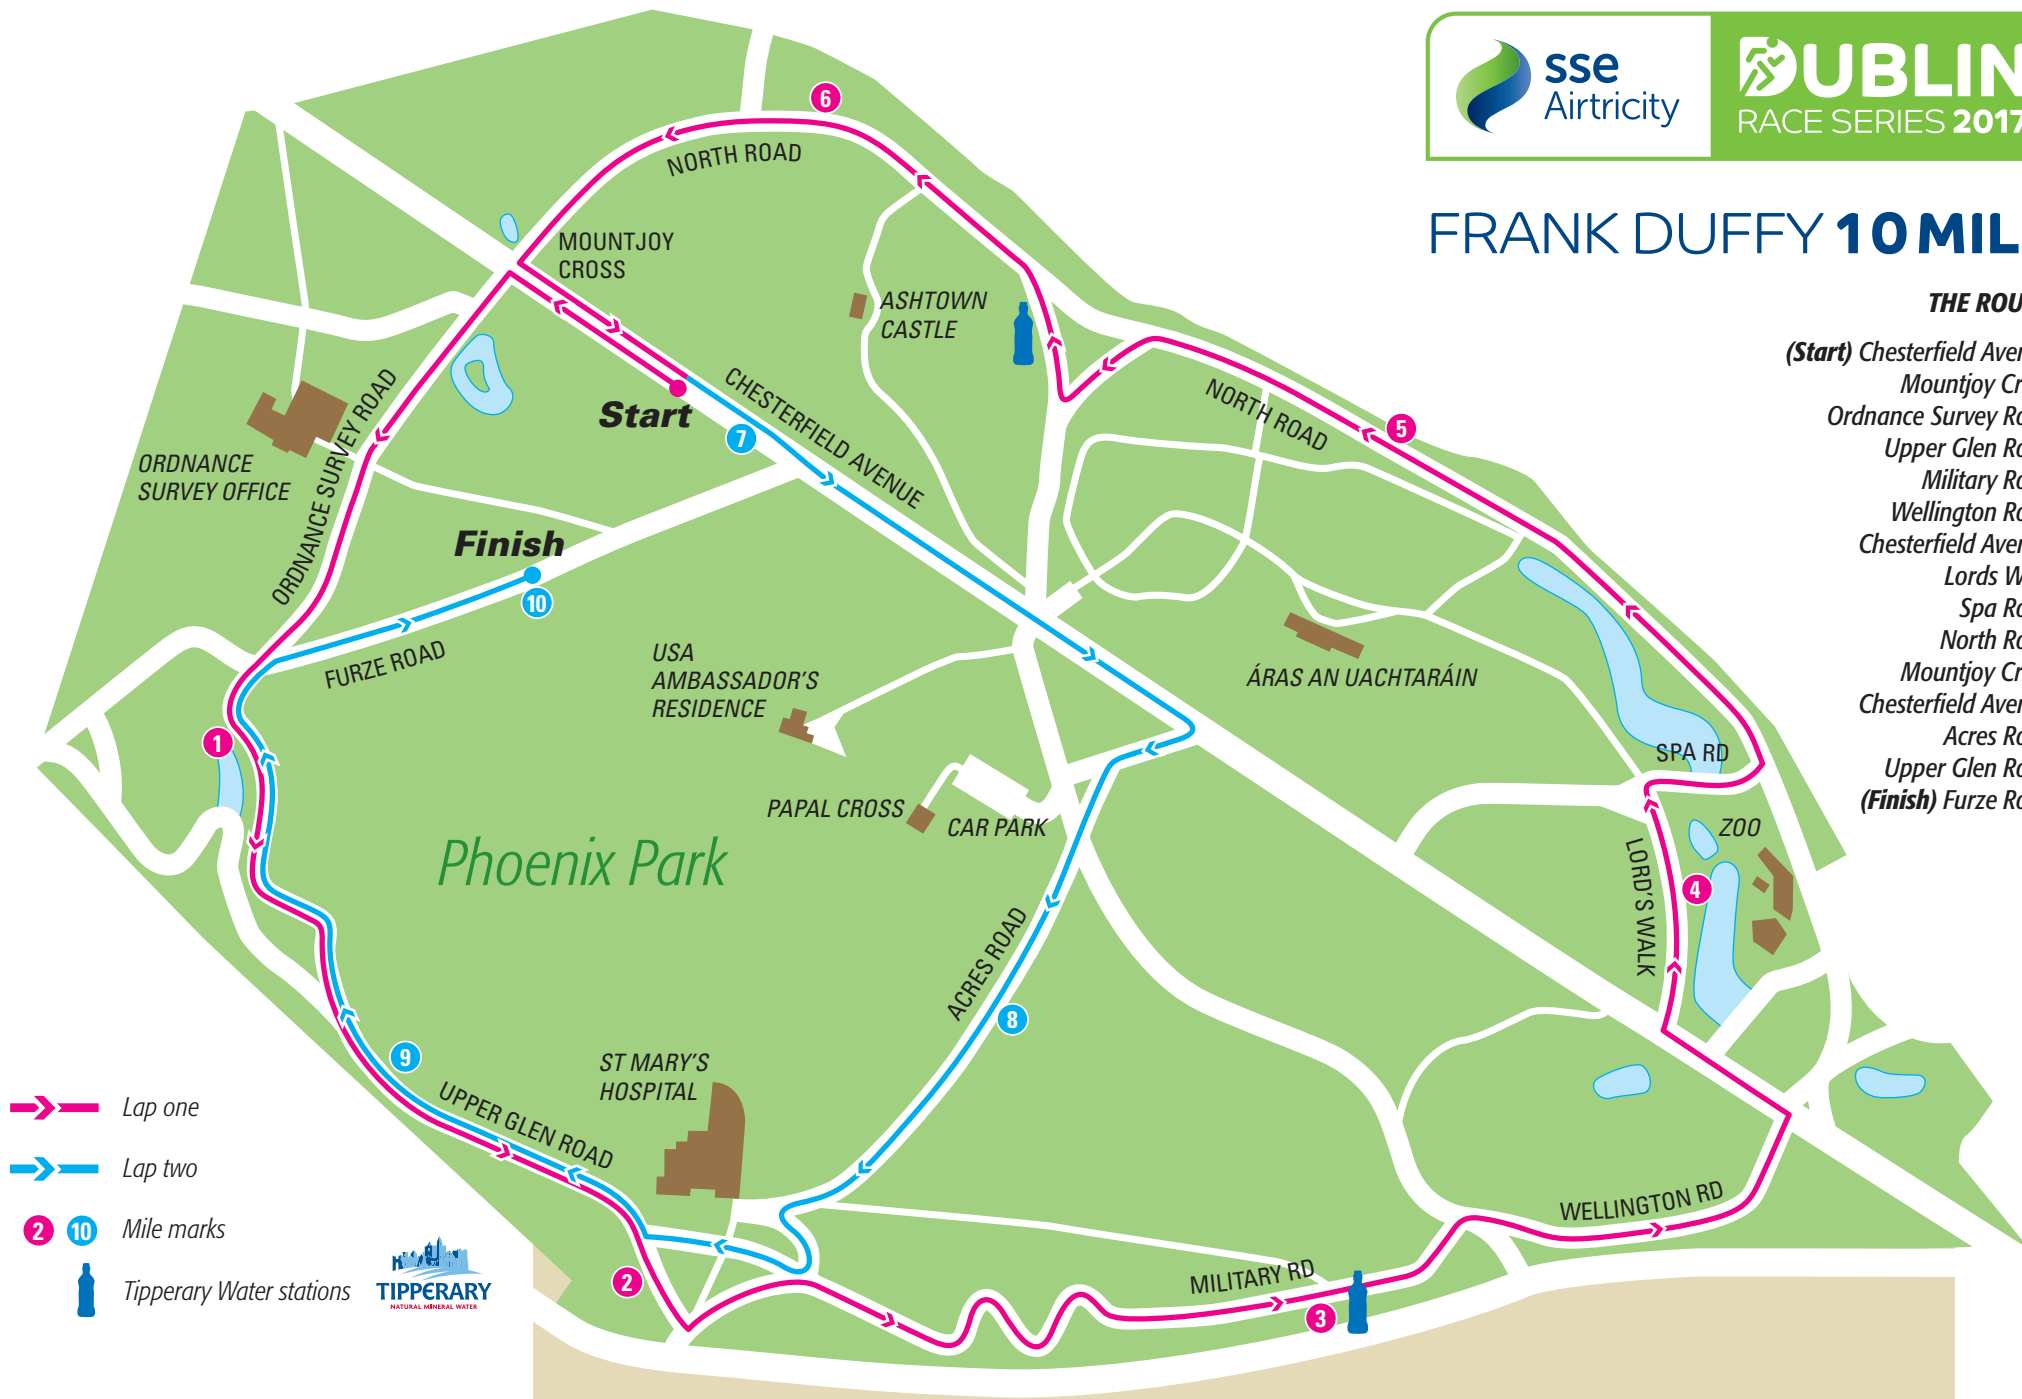 sse
Airtricity
DUBLIN
RACE SERIES 2017
FRANK DUFFY 10 MIL
THE ROU
(Start) Chesterfield Aven
Mountjoy Cr
Ordnance Survey Ro
Upper Glen Ro
Military Ro
Wellington Ro
Chesterfield Aven
Lords W
Spa Ro
North Ro
Mountjoy Cr
Chesterfield Aven
Acres Ro
Upper Glen Ro
(Finish) Furze Ro
6
NORTH ROAD
MOUNTJOY
CROSS
ASHTOWN
CASTLE
Start
7
CHESTERFIELD AVENUE
NORTH ROAD
5
ORDNANCE
SURVEY OFFICE
ORDNANCE SURVEY ROAD
Finish
10
FURZE ROAD
USA
AMBASSADOR'S
RESIDENCE
ÁRAS AN UACHTARÁIN
1
SPA RD
PAPAL CROSS
CAR PARK
ZOO
Phoenix Park
LORD'S WALK
4
ACRES ROAD
8
9
ST MARY'S
HOSPITAL
UPPER GLEN ROAD
WELLINGTON RD
2
MILITARY RD
3
Lap one
Lap two
2 10 Mile marks
Tipperary Water stations
TIPPERARY
NATURAL MINERAL WATER